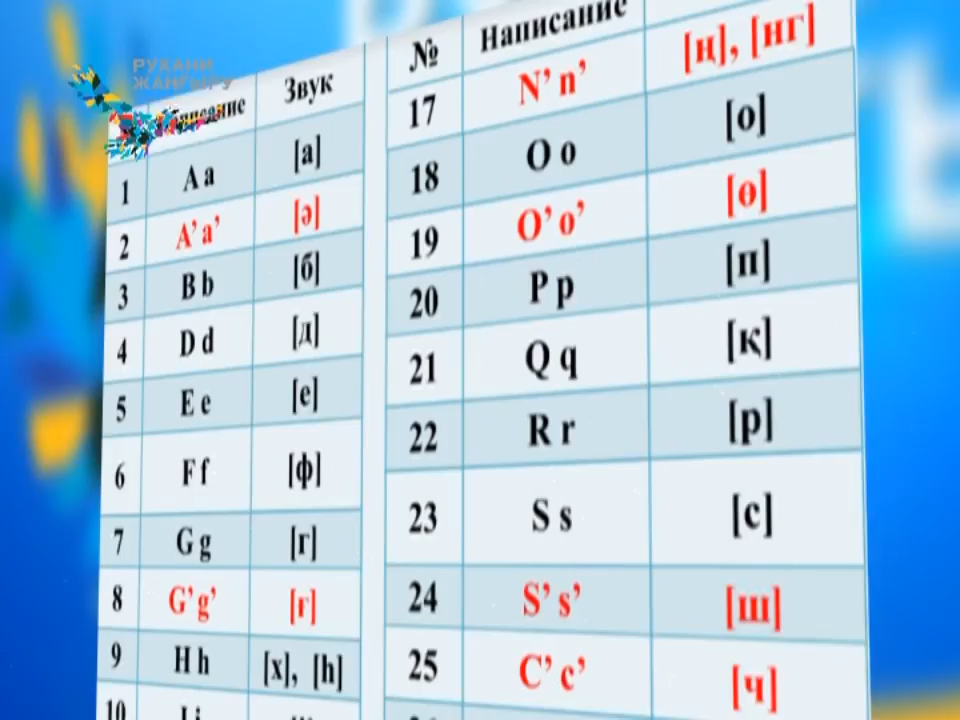 РУХАНИ
ЖАҢҒЫРУ
Звук
1 A a [а]
2 A’ a’ [ә]
3 B b [б]
4 D d [д]
5 E e [е]
6 F f [ф]
7 G g [г]
8 G’ g’ [ғ]
9 H h [х], [һ]
10
№ Написание
17 N’ n’ [ң], [нг]
18 O o [о]
19 O’ o’ [ө]
20 P p [п]
21 Q q [қ]
22 R r [р]
23 S s [с]
24 S’ s’ [ш]
25 C’ c’ [ч]